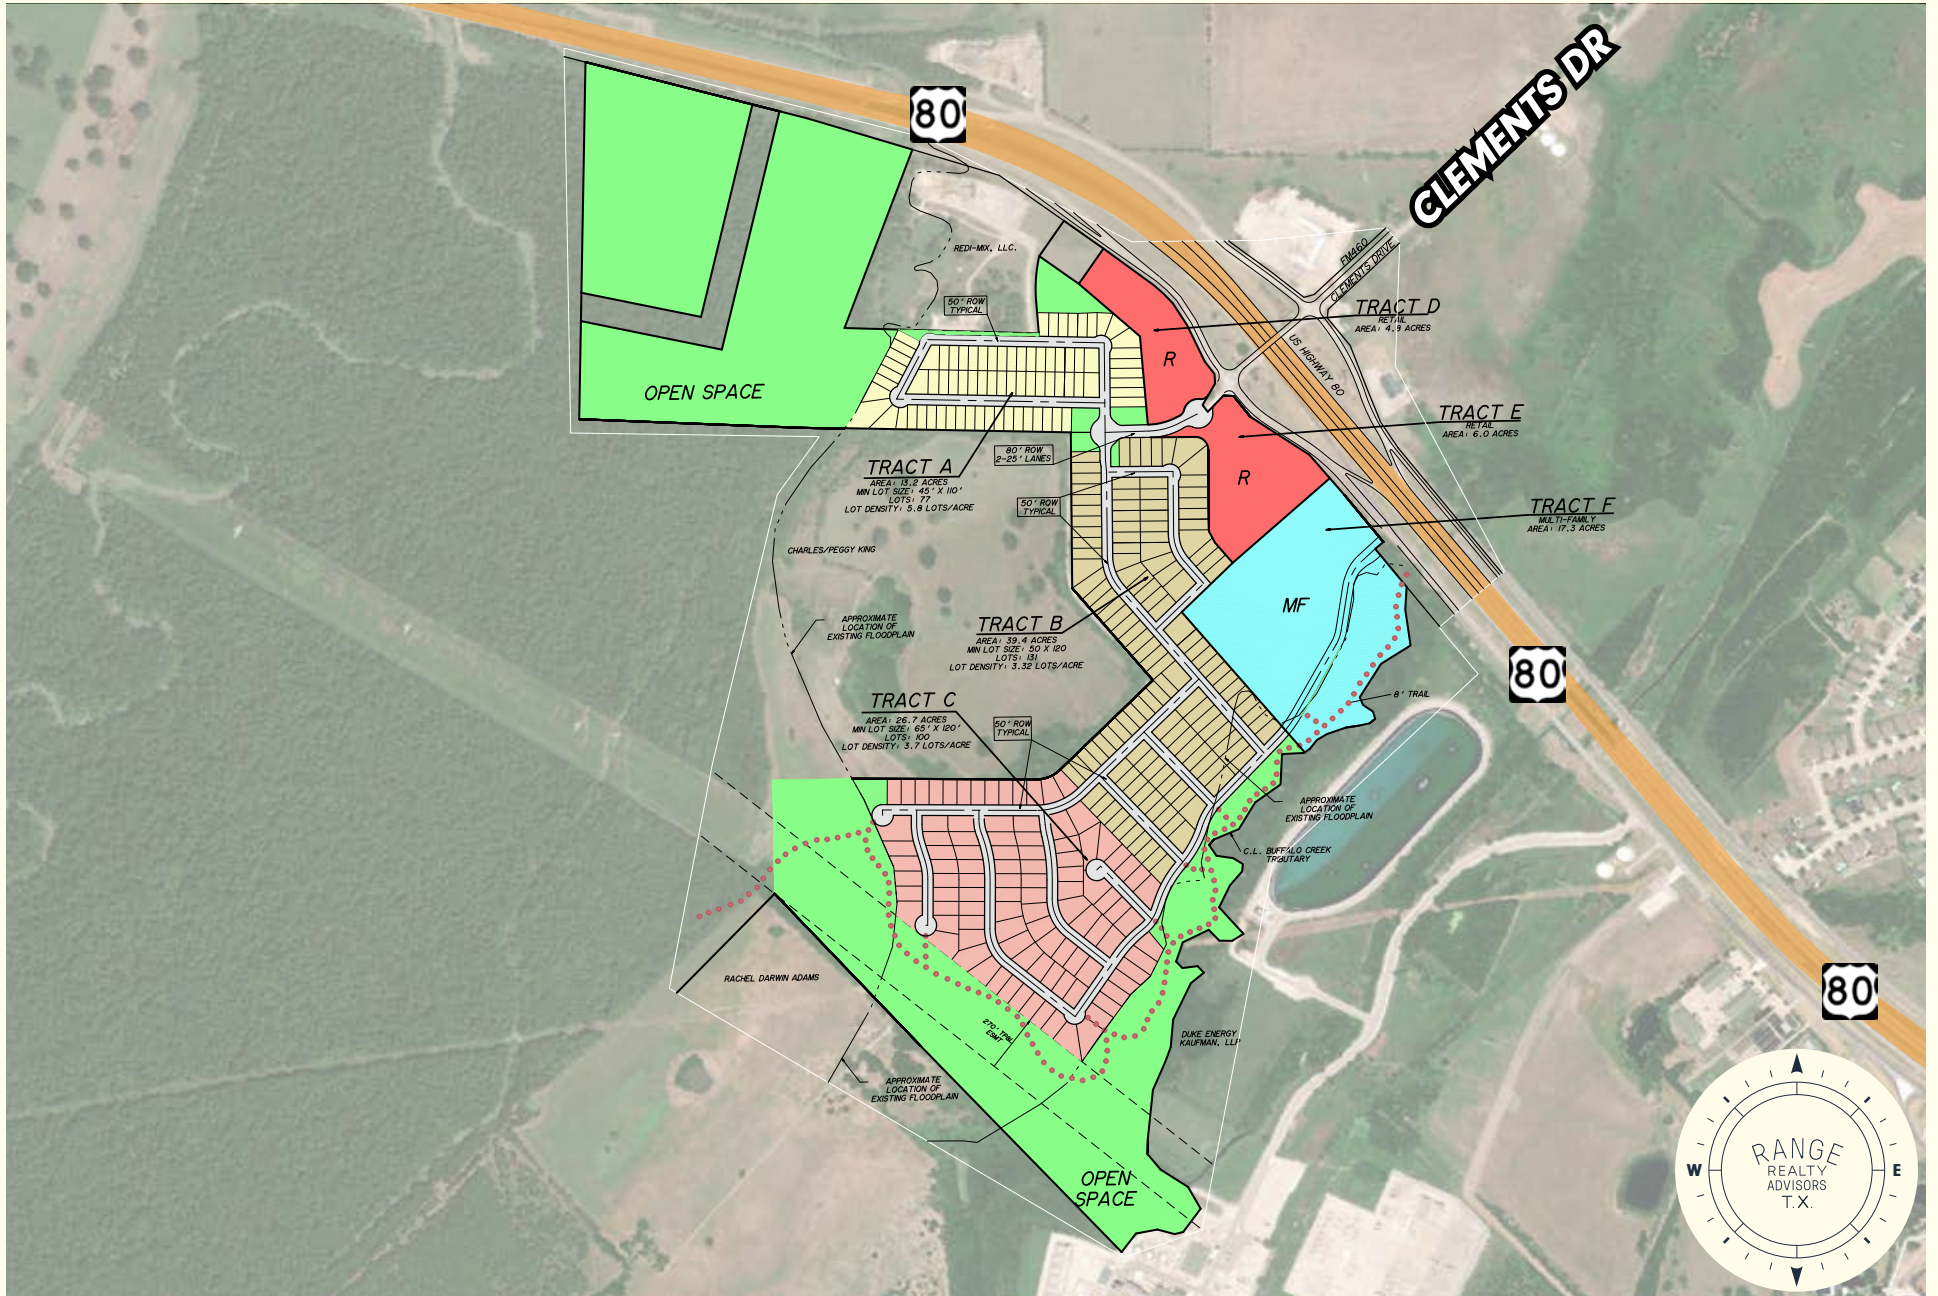 CLEMENTS DR
80
REDI-MIX, LLC.
FM460
CLEMENTS DRIVE
50' ROW
TYPICAL
TRACT D
RETAIL
AREA: 4.9 ACRES
R
US HIGHWAY 80
OPEN SPACE
TRACT E
RETAIL
AREA: 6.0 ACRES
80' ROW
2-25' LANES
TRACT A
AREA: 13.2 ACRES
MIN LOT SIZE: 45' X 110'
LOTS: 77
LOT DENSITY: 5.8 LOTS/ACRE
R
50' ROW
TYPICAL
TRACT F
MULTI-FAMILY
AREA: 17.3 ACRES
CHARLES/PEGGY KING
MF
APPROXIMATE
LOCATION OF
EXISTING FLOODPLAIN
TRACT B
AREA: 39.4 ACRES
MIN LOT SIZE: 50 X 120
LOTS: 131
LOT DENSITY: 3.32 LOTS/ACRE
80
8' TRAIL
TRACT C
AREA: 26.7 ACRES
MIN LOT SIZE: 65' X 120'
LOTS: 100
LOT DENSITY: 3.7 LOTS/ACRE
50' ROW
TYPICAL
APPROXIMATE
LOCATION OF
EXISTING FLOODPLAIN
C.L. BUFFALO CREEK
TRIBUTARY
RACHEL DARWIN ADAMS
80
270' TP&L
ESMT
DUKE ENERGY
KAUFMAN, LLP
APPROXIMATE
LOCATION OF
EXISTING FLOODPLAIN
OPEN
SPACE
W
E
RANGE
REALTY
ADVISORS
T.X.